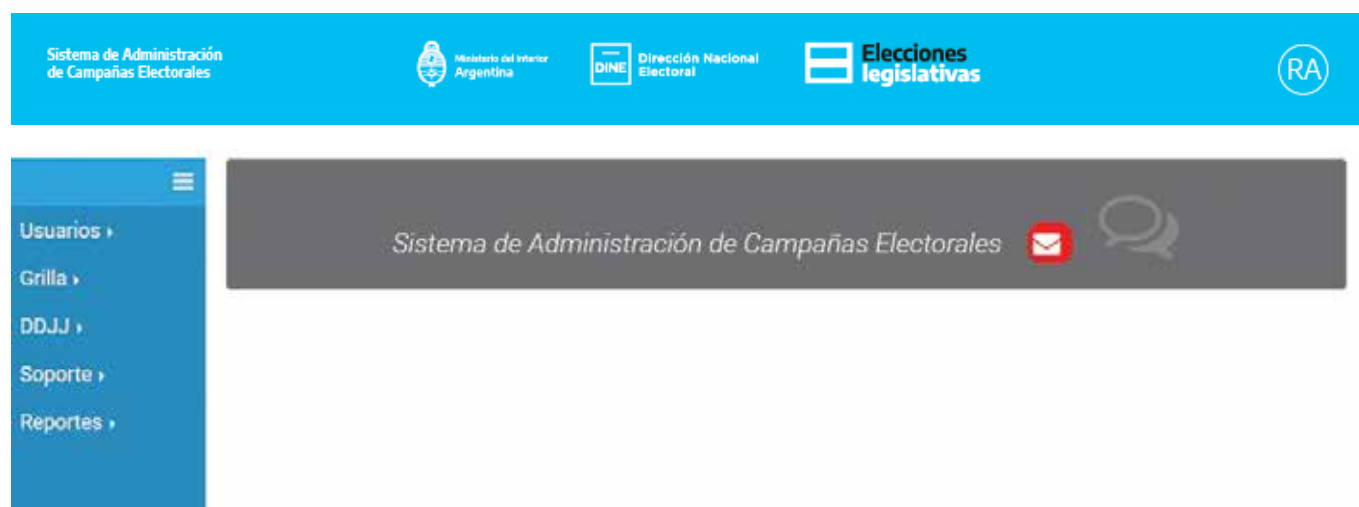 Sistema de Administración
de Campañas Electorales
Ministerio del Interior
Argentina
DINE
Dirección Nacional
Electoral
Elecciones
legislativas
RA
Usuarios
Grilla
DDJJ
Soporte
Reportes
Sistema de Administración de Campañas Electorales